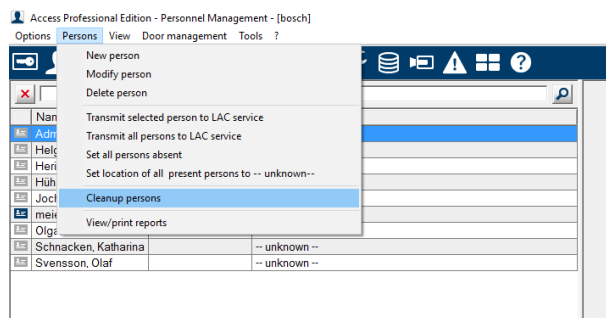 Access Professional Edition - Personnel Management - [bosch]
Options Persons View Door management Tools ?
New person
Modify person
Delete person
Transmit selected person to LAC service
Transmit all persons to LAC service
Set all persons absent
Set location of all present persons to -- unknown--
Cleanup persons
View/print reports
Nam
Adm
Helg
Heri
Hüh
Joch
meie
Olga
Schnacken, Katharina -- unknown --
Svensson, Olaf -- unknown --